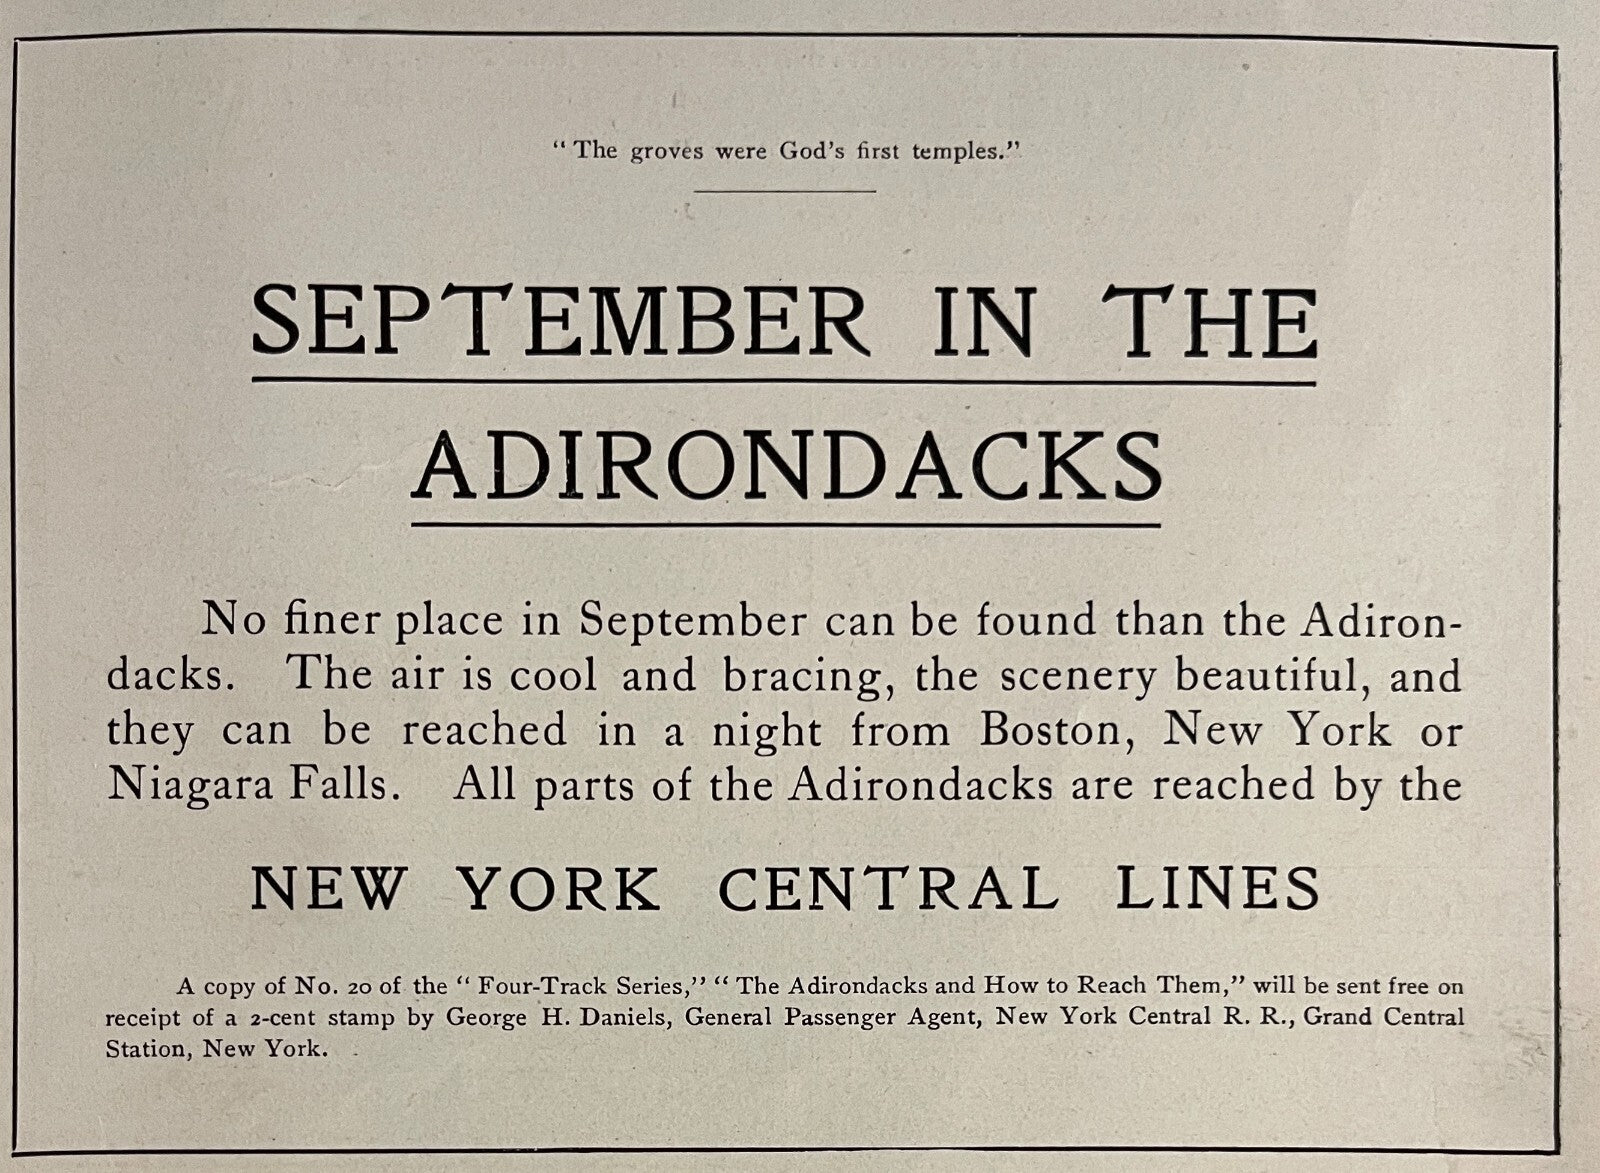 “ The groves were God’s first temples.”
SEPTEMBER IN THE
ADIRONDACKS
No finer place in September can be found than the Adiron-
dacks. The air is cool and bracing, the scenery beautiful, and
they can be reached in a night from Boston, New York or
Niagara Falls. All parts of the Adirondacks are reached by the
NEW YORK CENTRAL LINES
A copy of No. 20 of the “ Four-Track Series,” “ The Adirondacks and How to Reach Them,” will be sent free on
receipt of a 2-cent stamp by George H. Daniels, General Passenger Agent, New York Central R. R., Grand Central
Station, New York.